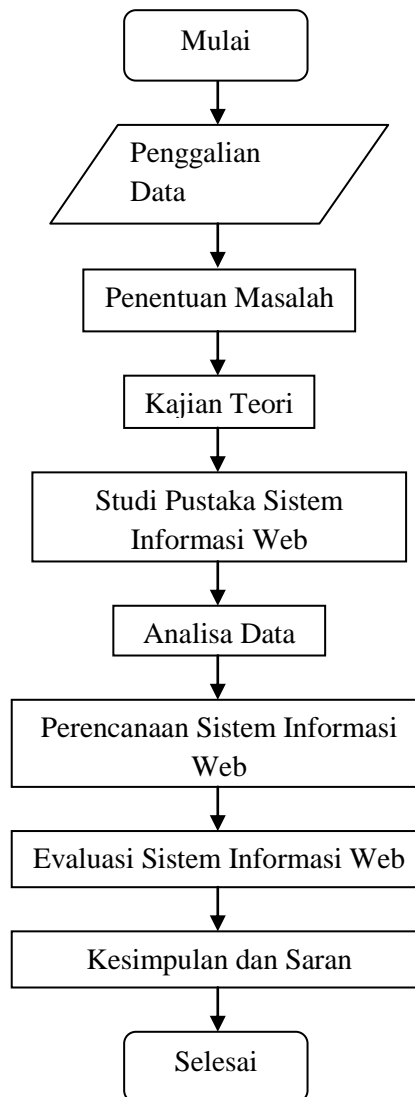 Mulai
Penggalian
Data
Penentuan Masalah
Kajian Teori
Studi Pustaka Sistem
Informasi Web
Analisa Data
Perencanaan Sistem Informasi
Web
Evaluasi Sistem Informasi Web
Kesimpulan dan Saran
Selesai